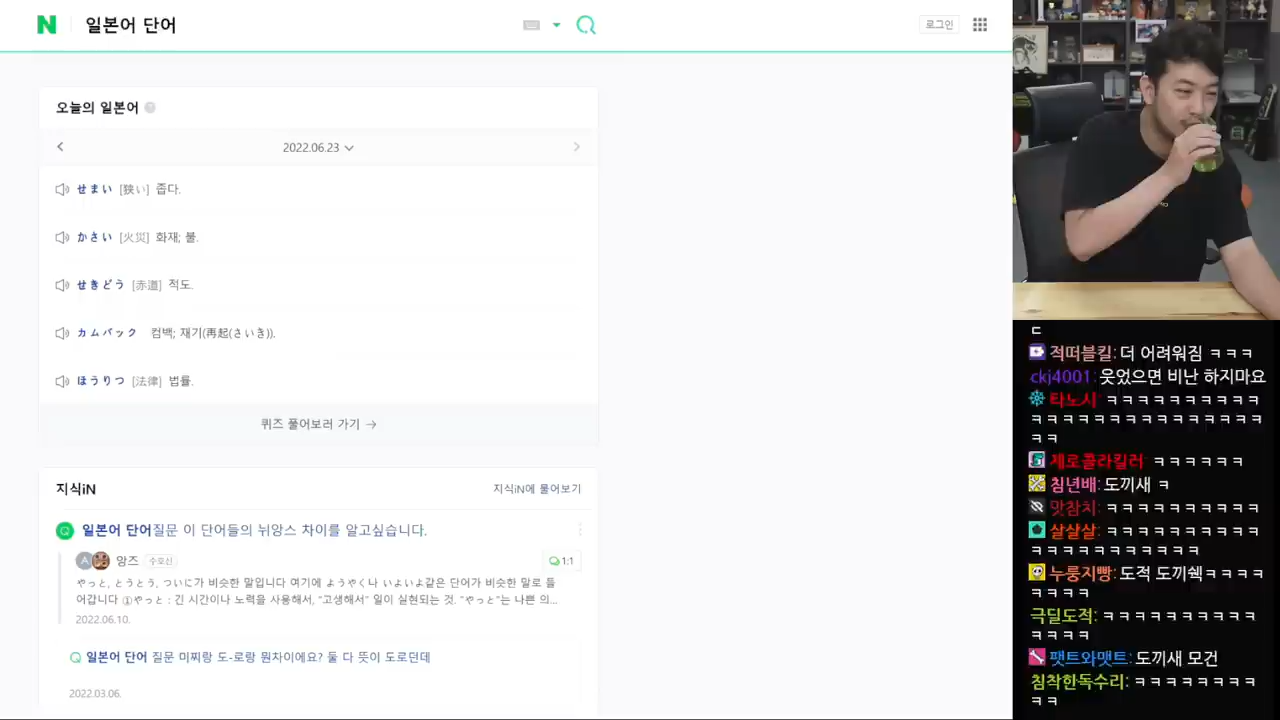 N 일본어 단어
로그인
오늘의 일본어 ?
2022.06.23
せまい [狭い] 좁다.
かさい [火災] 화재; 불.
せきどう [赤道] 적도.
カムバック 컴백; 재기(再起(さいき)).
ほうりつ [法律] 법률.
퀴즈 풀어보러 가기 →
지식iN
지식iN에 물어보기
Q 일본어 단어질문 이 단어들의 뉘앙스 차이를 알고싶습니다.
A 앙즈 수호신
1:1
やっと, とうとう, ついに가 비슷한 말입니다 여기에 ようやく나 いよいよ같은 단어가 비슷한 말로 들
어갑니다 ①やっと : 긴 시간이나 노력을 사용해서, "고생해서" 일이 실현되는 것. "やっと"는 나쁜 의...
2022.06.10.
Q 일본어 단어 질문 미찌랑 도-로랑 뭔차이에요? 둘 다 뜻이 도로던데
2022.03.06.
ㄷ
적떠블킬: 더 어려워짐 ㅋㅋㅋ
ckj4001: 웃었으면 비난 하지마요
타노시: ㅋㅋㅋㅋㅋㅋㅋㅋㅋㅋㅋ
ㅋㅋㅋㅋㅋㅋㅋㅋㅋㅋㅋㅋㅋㅋㅋㅋ
ㅋㅋ
제로콜라킬러: ㅋㅋㅋㅋㅋㅋ
침년배: 도끼새 ㅋ
맛참치: ㅋㅋㅋㅋㅋㅋㅋㅋㅋㅋ
살살살: ㅋㅋㅋㅋㅋㅋㅋㅋㅋㅋ
ㅋㅋㅋㅋㅋㅋㅋㅋㅋㅋㅋ
누룽지빵: 도적 도끼쉑ㅋㅋㅋㅋ
ㅋㅋㅋㅋ
극딜도적: ㅋㅋㅋㅋㅋㅋㅋㅋㅋㅋ
ㅋㅋㅋㅋ
팻트와맷트: 도끼새 모건
침착한독수리: ㅋㅋㅋㅋㅋㅋㅋㅋ
ㅋㅋ